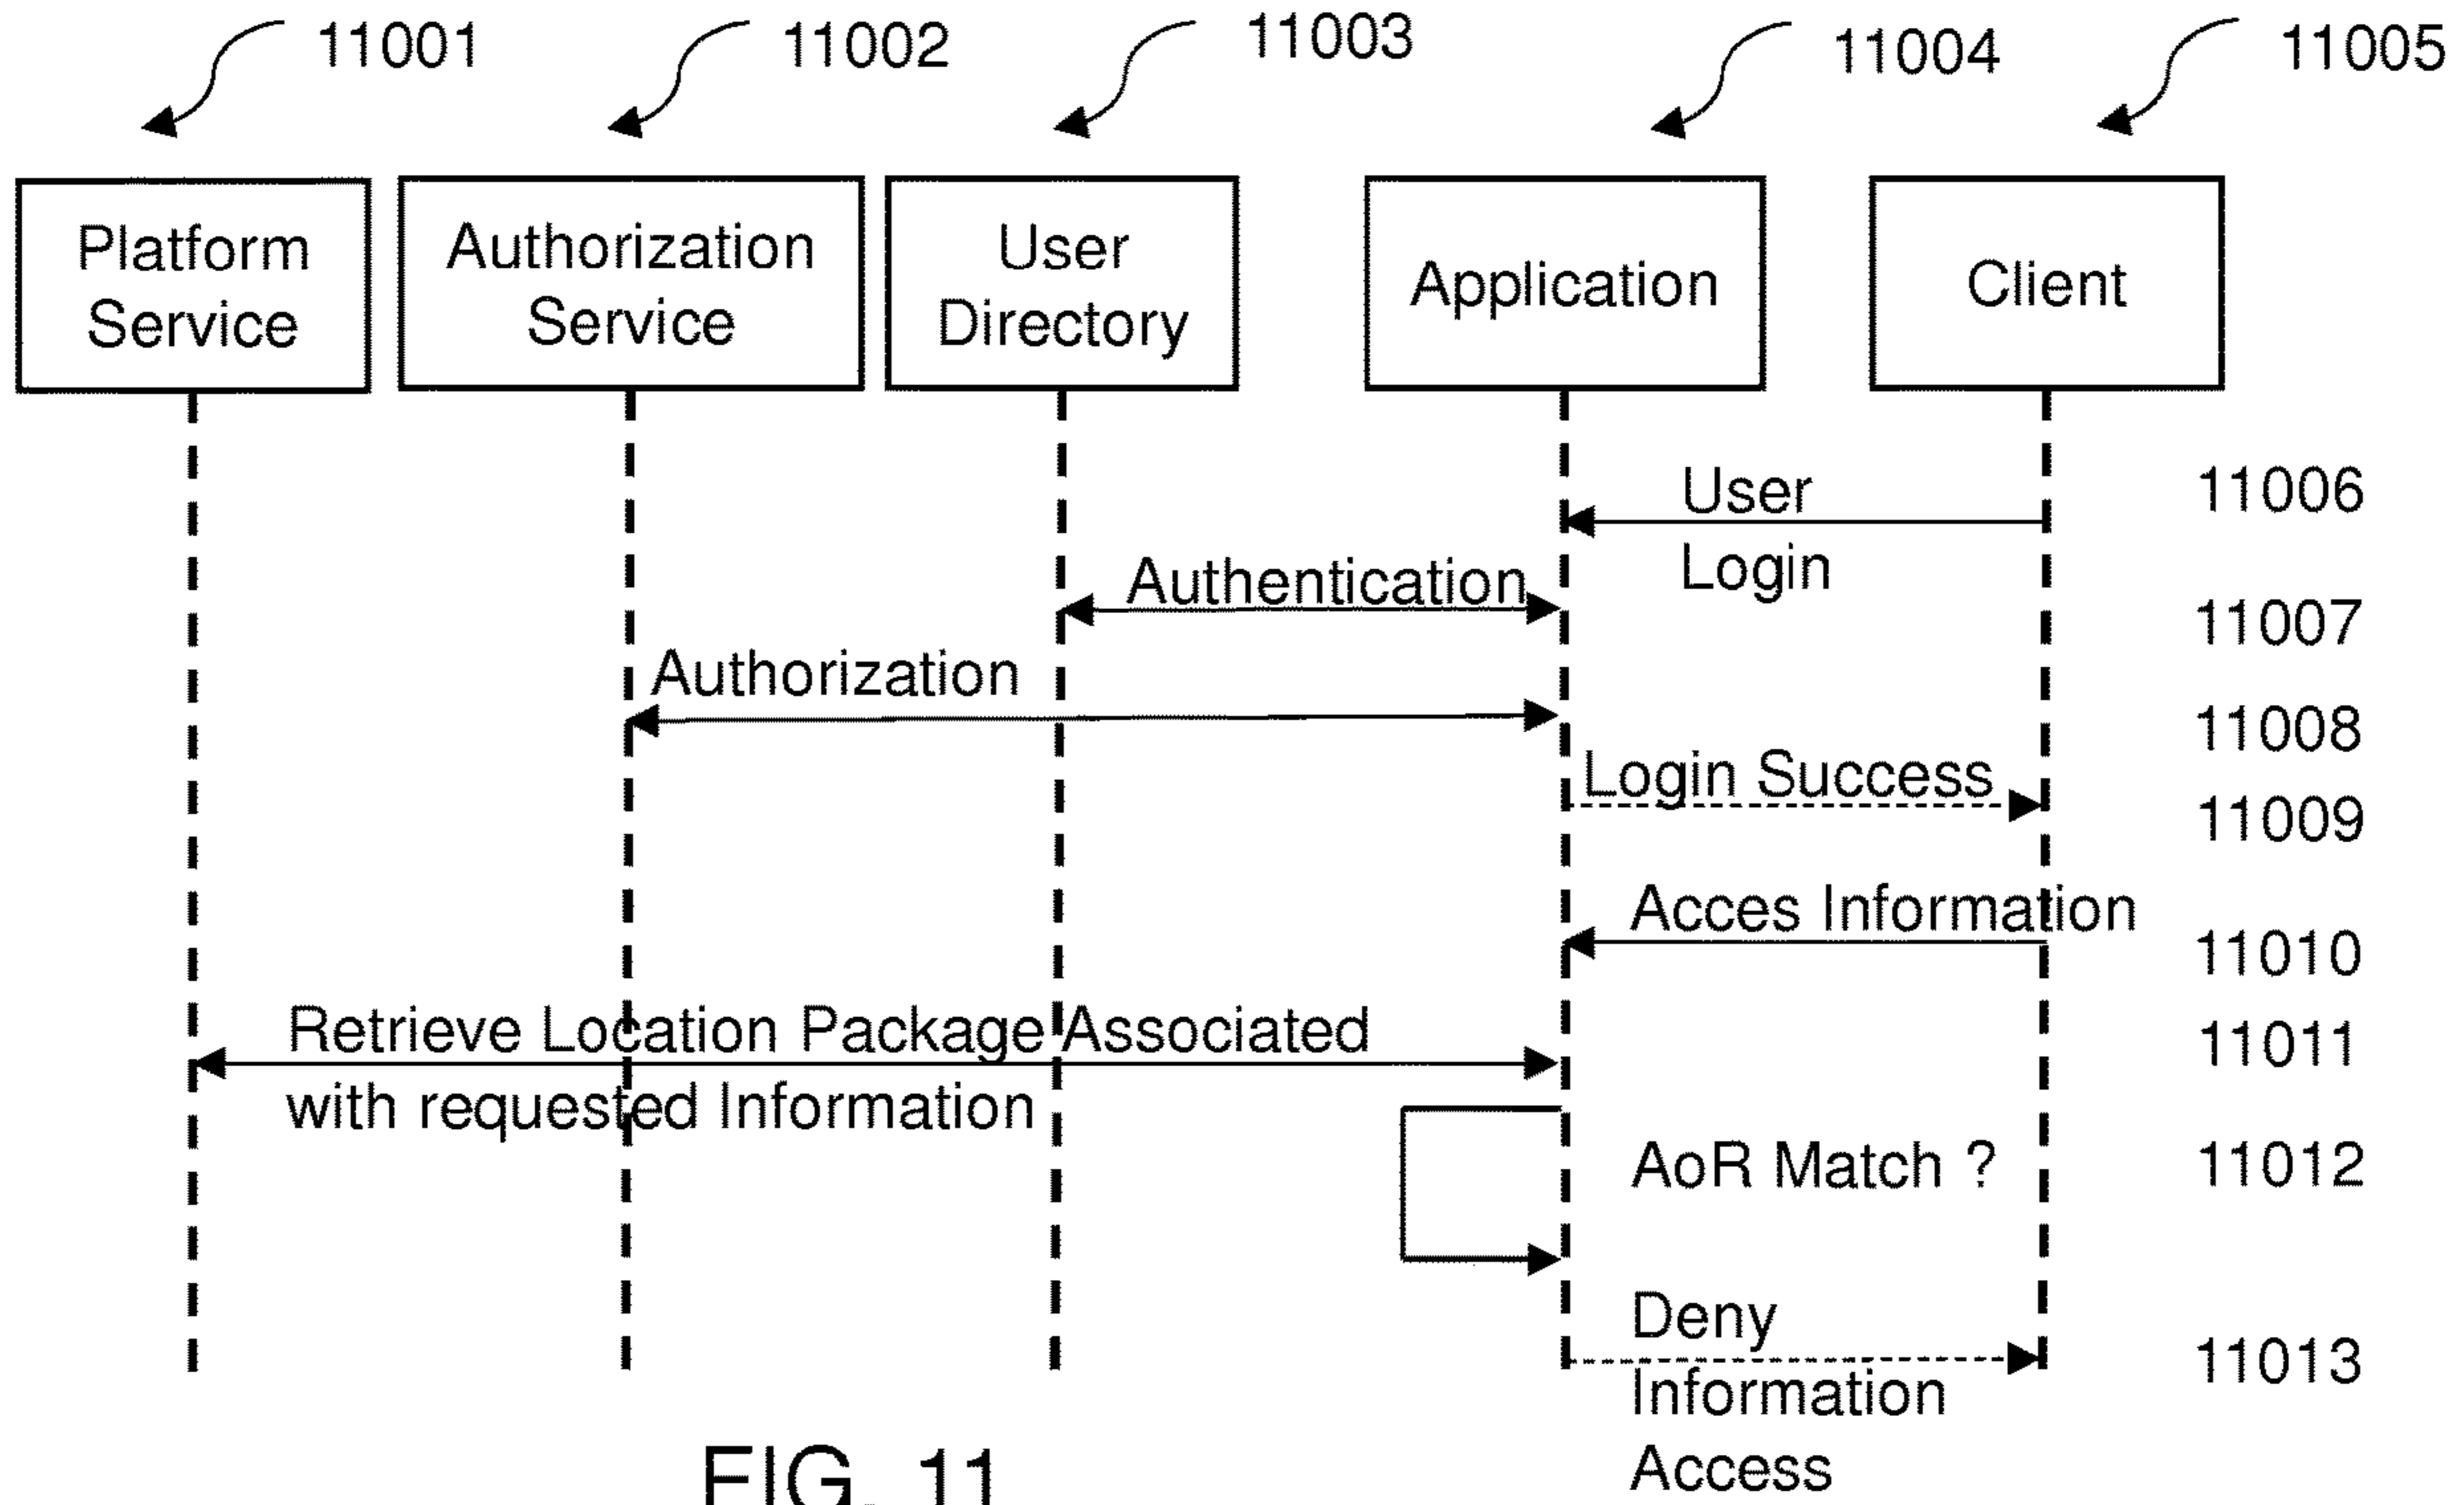 11001
11002
11003
11004
11005
Platform
Service
Authorization
Service
User
Directory
Application
Client
User
Login
11006
Authentication
11007
Authorization
11008
Login Success
11009
Acces Information
11010
Retrieve Location Package Associated
with requested Information
11011
AoR Match ?
11012
Deny
Information
Access
11013
FIG. 11